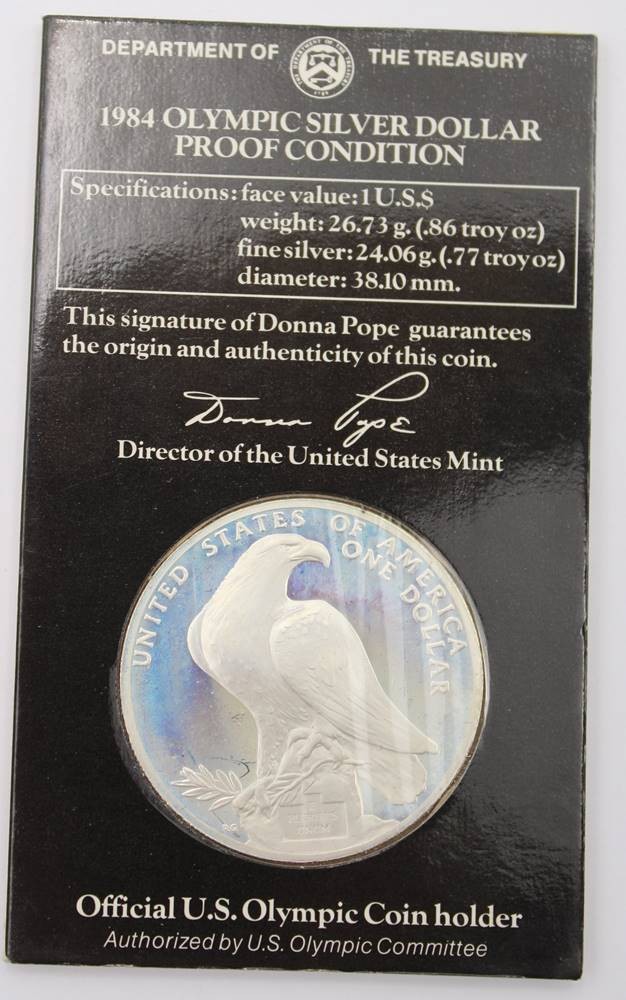 DEPARTMENT OF THE TREASURY
1984 OLYMPIC SILVER DOLLAR
PROOF CONDITION
Specifications: face value: 1 U.S.$
weight: 26.73 g. (.86 troy oz)
fine silver: 24.06 g. (.77 troy oz)
diameter: 38.10 mm.
This signature of Donna Pope guarantees
the origin and authenticity of this coin.
Donna Pope
Director of the United States Mint
UNITED STATES OF AMERICA
ONE DOLLAR
E
PLURIBUS
UNUM
RG
Official U.S. Olympic Coin holder
Authorized by U.S. Olympic Committee